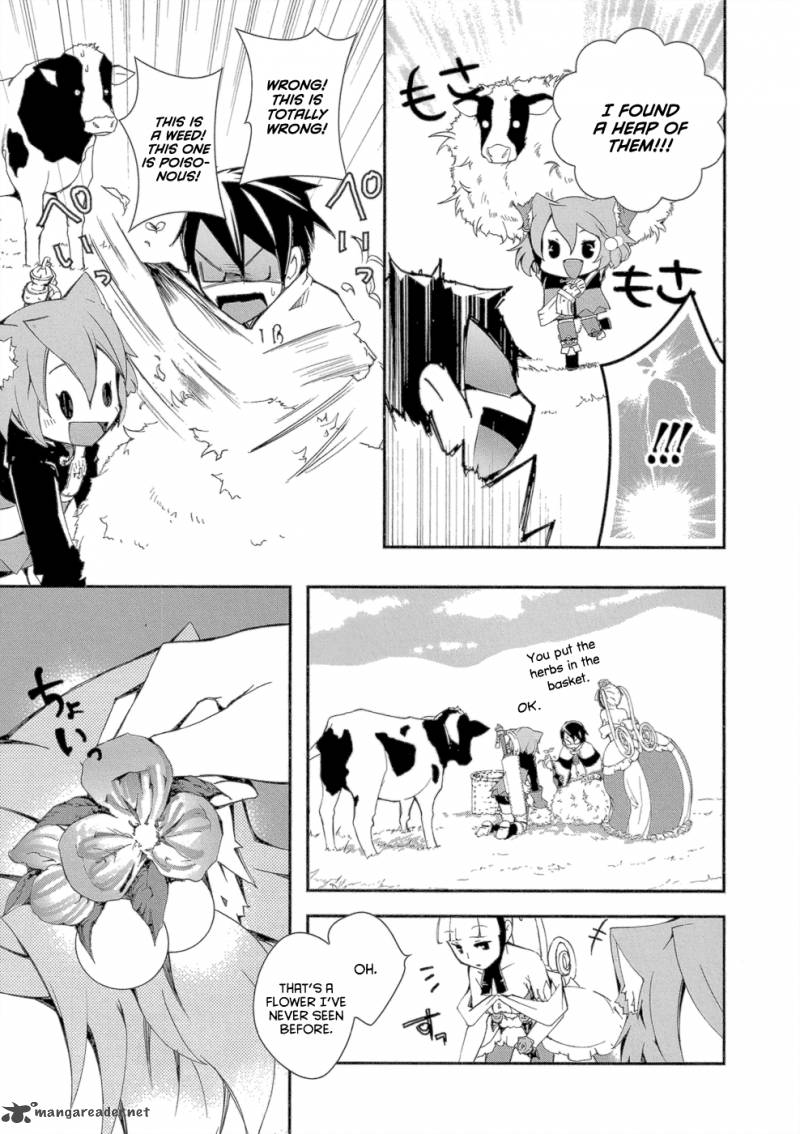 I FOUND
A HEAP OF
THEM!!!
もさ
もさ
!!!
WRONG!
THIS IS
TOTALLY
WRONG!
THIS IS
A WEED!
THIS ONE
IS POISO-
NOUS!
ぺいっ
ぺいっ
You put the
herbs in the
basket.
OK.
すっ
OH.
THAT'S A
FLOWER I'VE
NEVER SEEN
BEFORE.
ちょいっ
mangareader.net